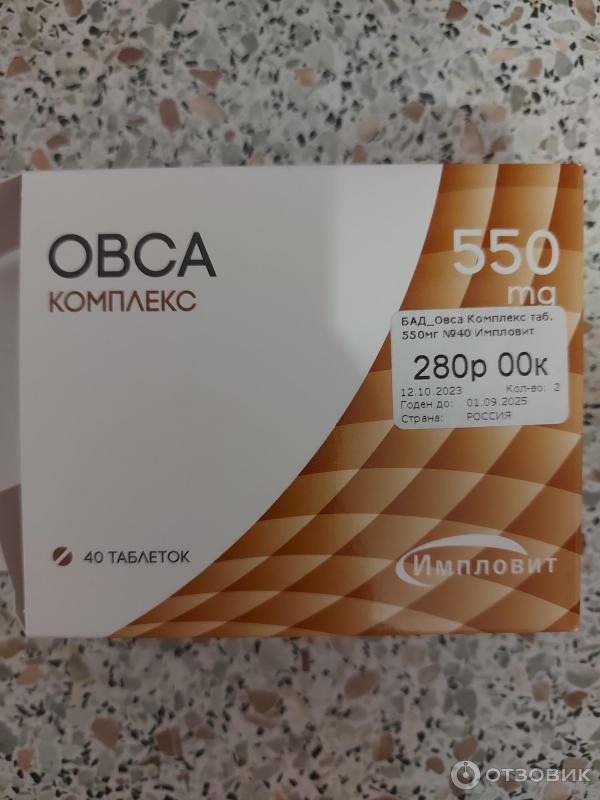 ОВСА
КОМПЛЕКС
550
mg
БАД_Овса Комплекс таб.
550мг №40 Импловит
280р 00к
12.10.2023 Кол-во: 2
Годен до: 01.09.2025
Страна: РОССИЯ
40 ТАБЛЕТОК
Импловит
ОТЗОВИК